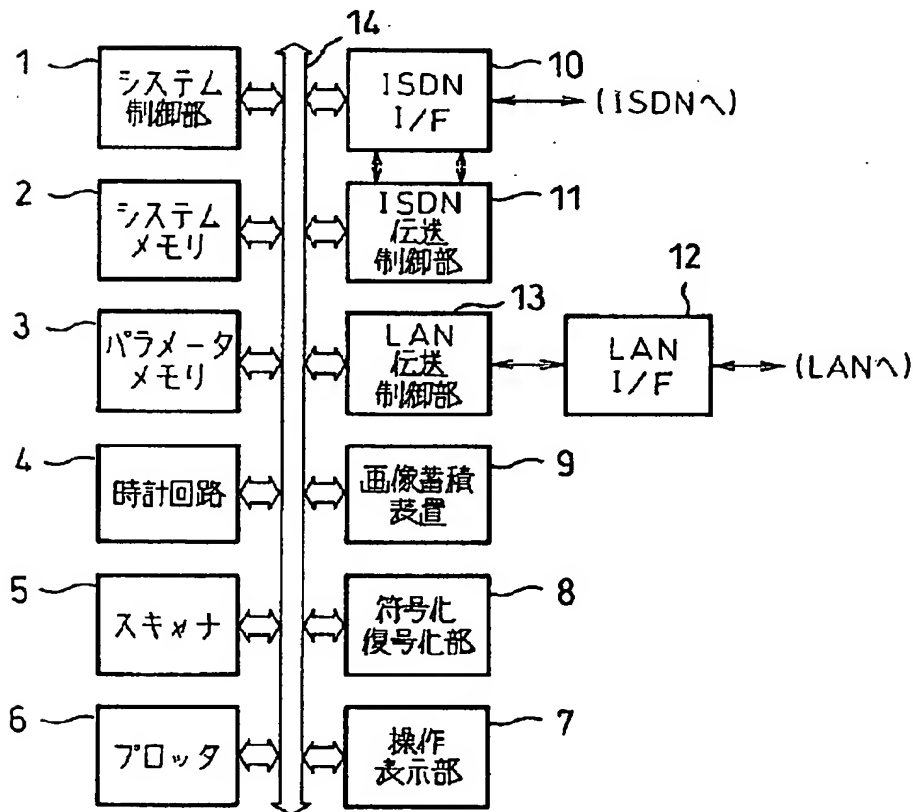 14
1
システム
制御部
10
ISDN
I/F
(ISDNへ)
2
システム
メモリ
11
ISDN
伝送
制御部
3
パラメータ
メモリ
13
LAN
伝送
制御部
12
LAN
I/F
(LANへ)
4
時計回路
9
画像蓄積
装置
5
スキャナ
8
符号化
復号化部
6
プロッタ
7
操作
表示部